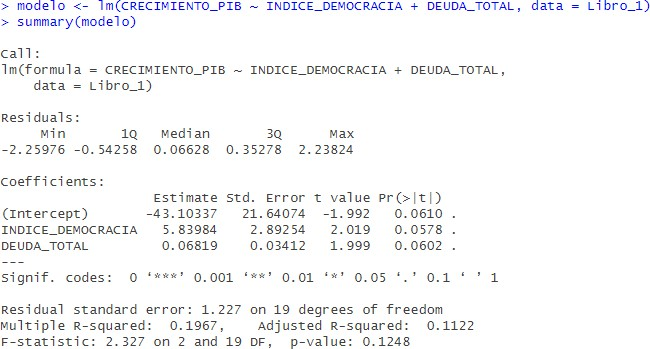 > modelo <- lm(CRECIMIENTO_PIB ~ INDICE_DEMOCRACIA + DEUDA_TOTAL, data = Libro_1)
> summary(modelo)

Call:
lm(formula = CRECIMIENTO_PIB ~ INDICE_DEMOCRACIA + DEUDA_TOTAL,
    data = Libro_1)

Residuals:
     Min       1Q   Median       3Q      Max
-2.25976 -0.54258  0.06628  0.35278  2.23824

Coefficients:
                   Estimate Std. Error t value Pr(>|t|)
(Intercept)       -43.10337   21.64074  -1.992   0.0610 .
INDICE_DEMOCRACIA   5.83984    2.89254   2.019   0.0578 .
DEUDA_TOTAL         0.06819    0.03412   1.999   0.0602 .
---
Signif. codes:  0 ‘***’ 0.001 ‘**’ 0.01 ‘*’ 0.05 ‘.’ 0.1 ‘ ’ 1

Residual standard error: 1.227 on 19 degrees of freedom
Multiple R-squared:  0.1967,    Adjusted R-squared:  0.1122
F-statistic: 2.327 on 2 and 19 DF,  p-value: 0.1248